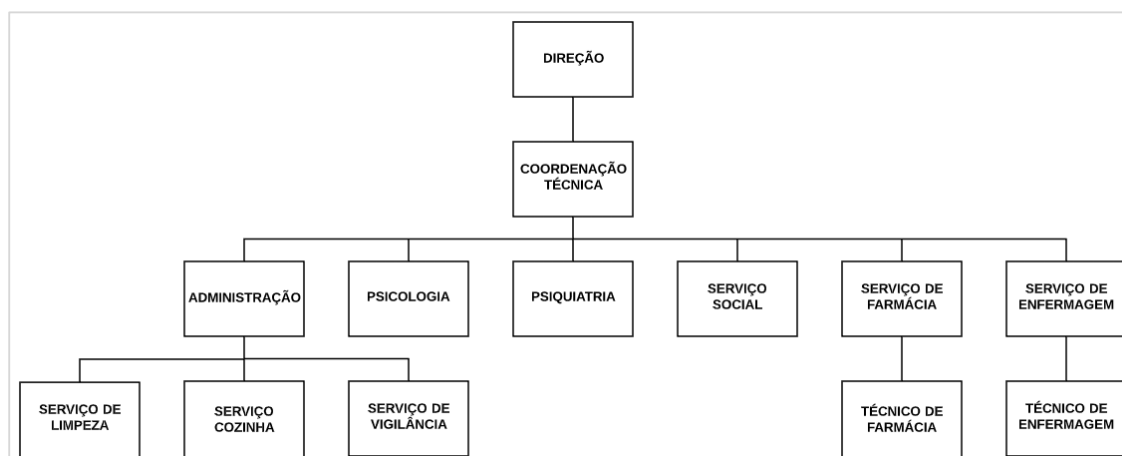 DIREÇÃO
COORDENAÇÃO
TÉCNICA
ADMINISTRAÇÃO
PSICOLOGIA
PSIQUIATRIA
SERVIÇO
SOCIAL
SERVIÇO DE
FARMÁCIA
SERVIÇO DE
ENFERMAGEM
SERVIÇO DE
LIMPEZA
SERVIÇO
COZINHA
SERVIÇO DE
VIGILÂNCIA
TÉCNICO DE
FARMÁCIA
TÉCNICO DE
ENFERMAGEM